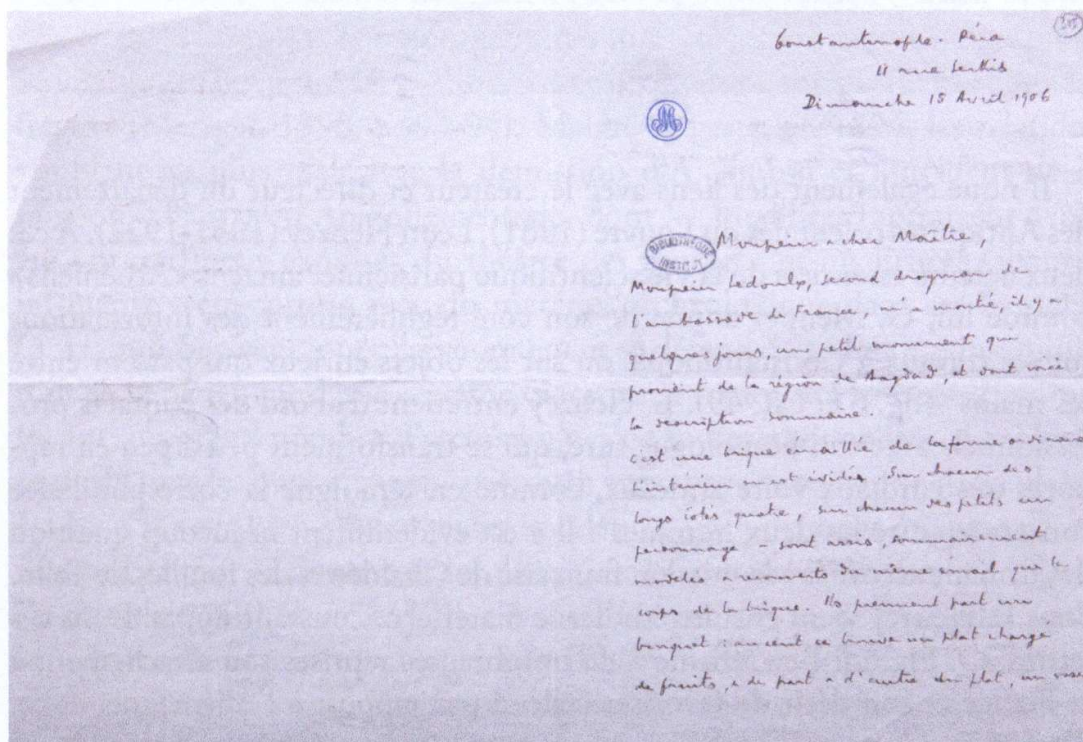 305
Constantinople. Péra
11 rue Serkis
Dimanche 15 Avril 1906
BIBLIOTHÈQUE
INSTITUT
Monsieur et cher Maître,
Monsieur Ledoulx, second drogman de
l'ambassade de France, m'a montré, il y a
quelques jours, un petit monument qui
provient de la région de Bagdad, et dont voici
la description sommaire.
C'est une brique émaillée de la forme ordinaire
L'intérieur en est évidé. Sur chacun des
longs côtés quatre, sur chacun des petits un
personnage - sont assis, sommairement
modelés et revêtus du même émail que le
corps de la brique. Ils prennent part à un
banquet. Au centre se trouve un plat chargé
de fruits, et de part et d'autre du plat, un vase